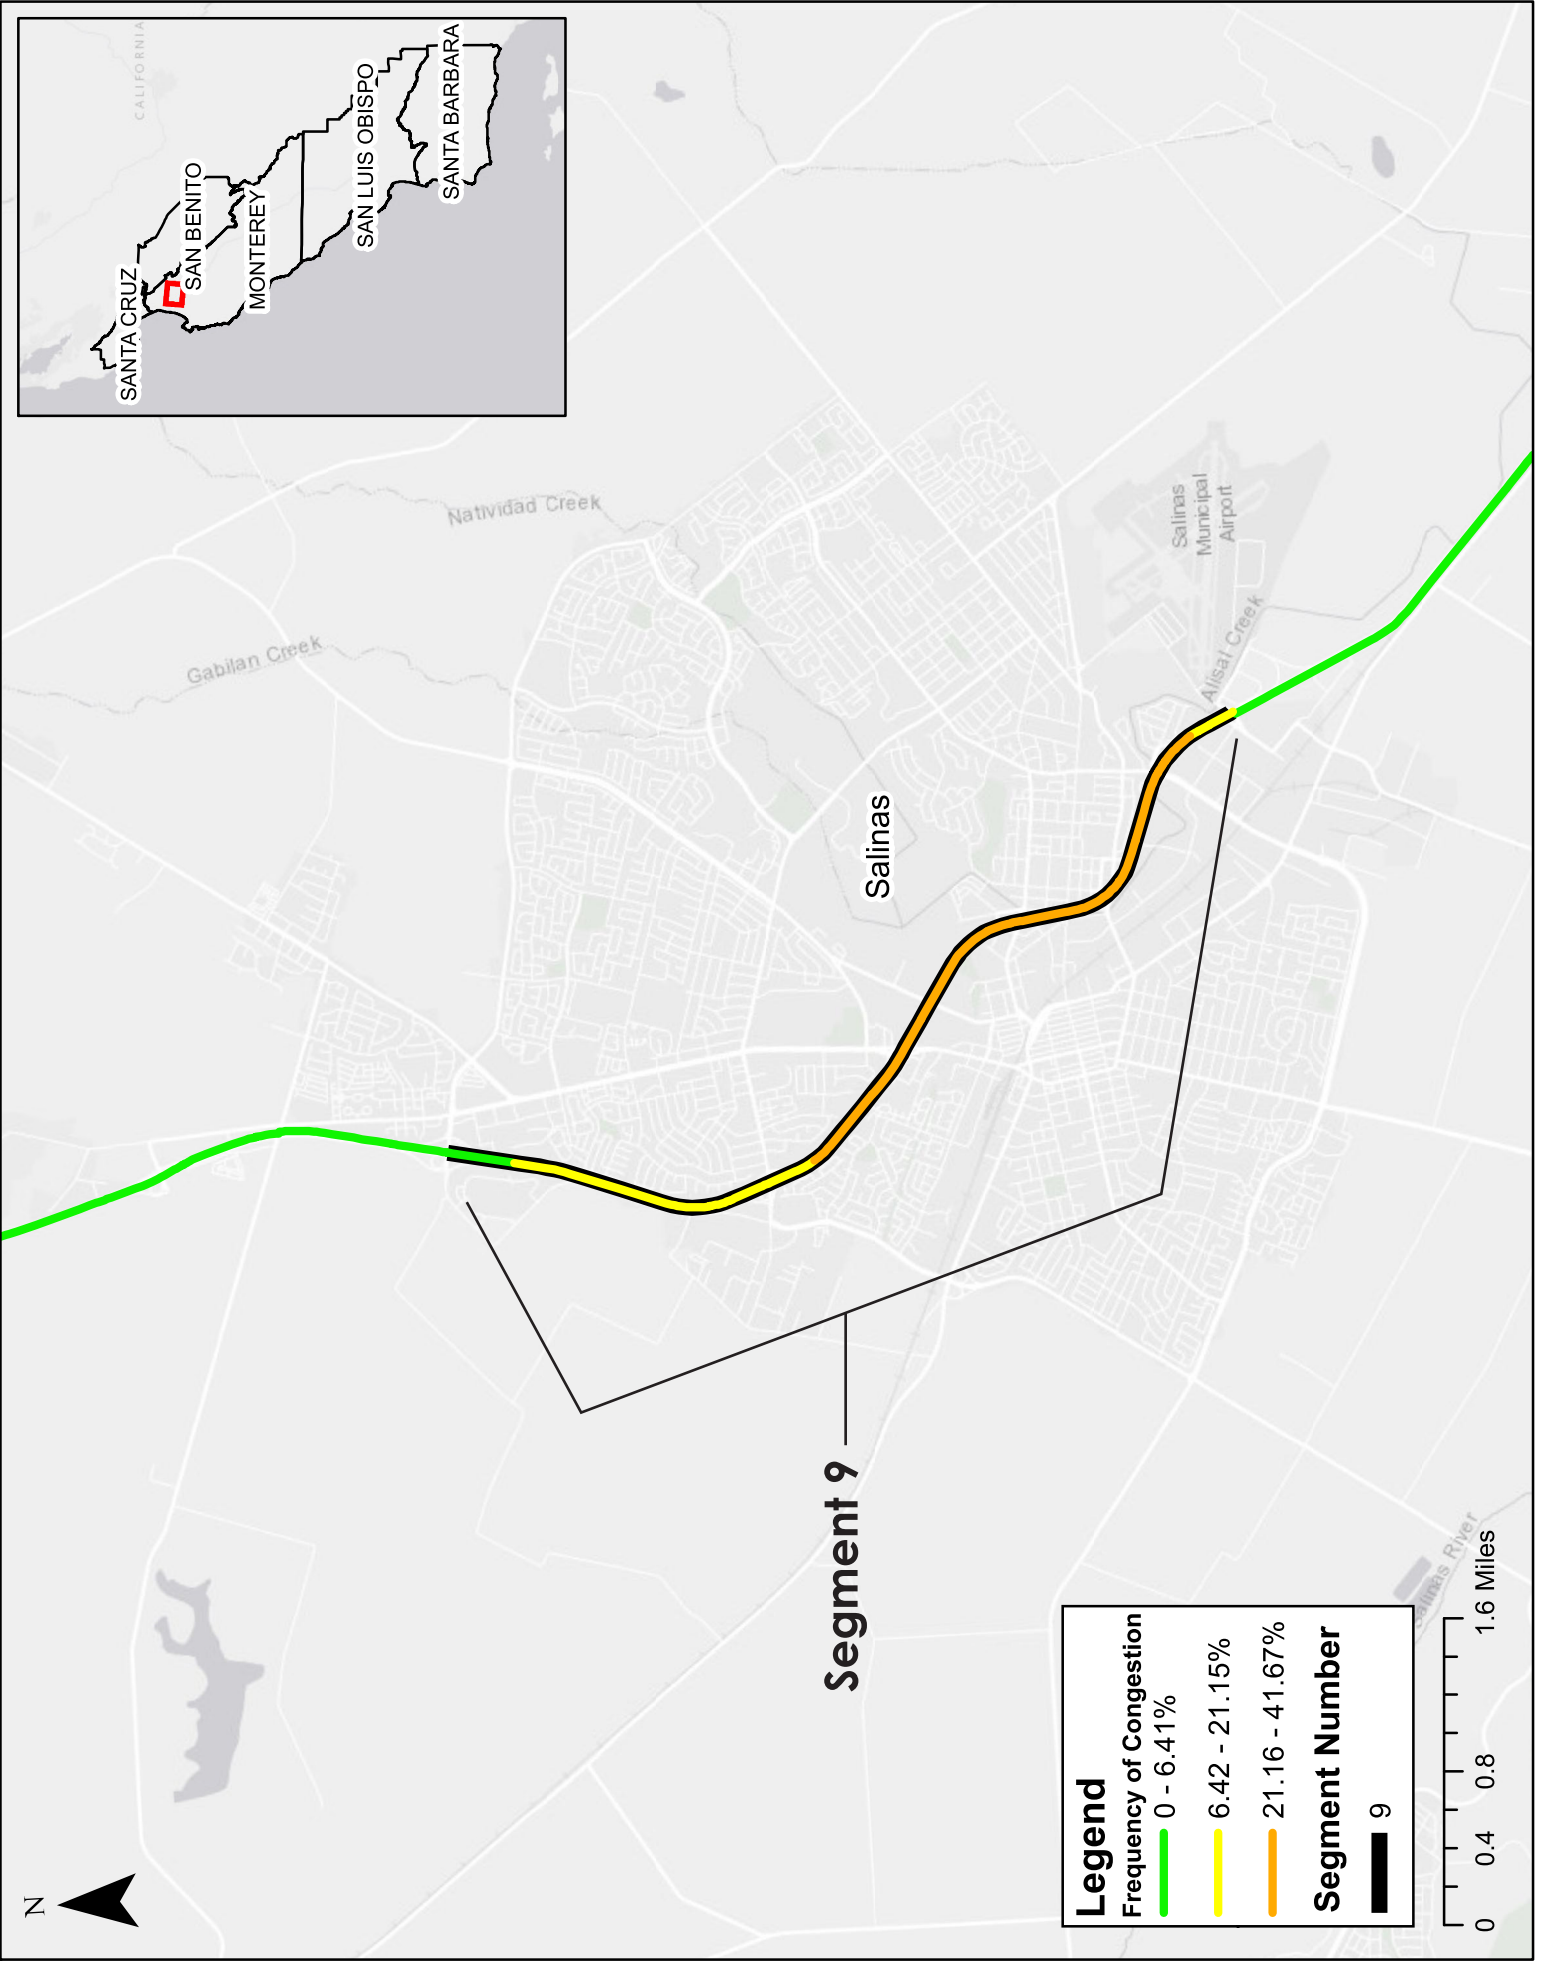 N
CALIFORNIA
SANTA CRUZ
SAN BENITO
MONTEREY
SAN LUIS OBISPO
SANTA BARBARA
Gabilan Creek
Natividad Creek
Salinas
Salinas
Municipal
Airport
Alisal Creek
Segment 9
Salinas River
Legend
Frequency of Congestion
0 - 6.41%
6.42 - 21.15%
21.16 - 41.67%
Segment Number
9
0 0.4 0.8 1.6 Miles